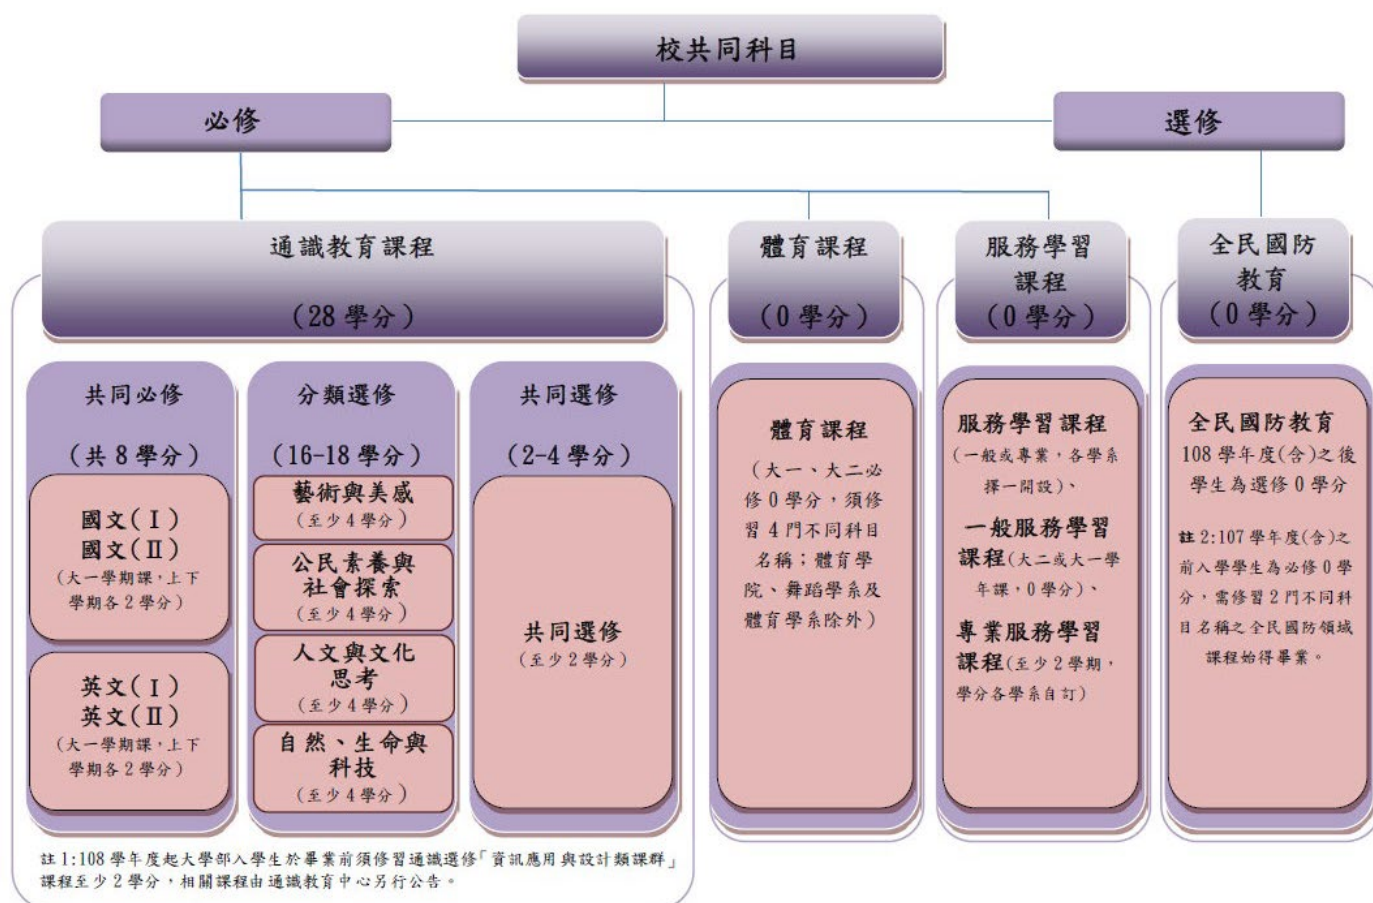 校共同科目
必修
選修
通識教育課程
(28 學分)
共同必修
(共 8 學分)
國文(Ⅰ)
國文(Ⅱ)
(大一學期課,上下
學期各 2 學分)
英文(Ⅰ)
英文(Ⅱ)
(大一學期課,上下
學期各 2 學分)
分類選修
(16-18 學分)
藝術與美感
(至少 4 學分)
公民素養與
社會探索
(至少 4 學分)
人文與文化
思考
(至少 4 學分)
自然、生命與
科技
(至少 4 學分)
共同選修
(2-4 學分)
共同選修
(至少 2 學分)
註 1:108 學年度起大學部入學生於畢業前須修習通識選修「資訊應用與設計類課群」
課程至少 2 學分,相關課程由通識教育中心另行公告。
體育課程
(0 學分)
體育課程
(大一、大二必
修 0 學分,須修
習 4 門不同科目
名稱;體育學
院、舞蹈學系及
體育學系除外)
服務學習
課程
(0 學分)
服務學習課程
(一般或專業,各學系
擇一開設)、
一般服務學習
課程(大二或大一學
年課,0 學分)、
專業服務學習
課程(至少 2 學期,
學分各學系自訂)
全民國防
教育
(0 學分)
全民國防教育
108 學年度(含)之後
學生為選修 0 學分
註 2:107 學年度(含)之
前入學學生為必修 0 學
分,需修習 2 門不同科
目名稱之全民國防領域
課程始得畢業。